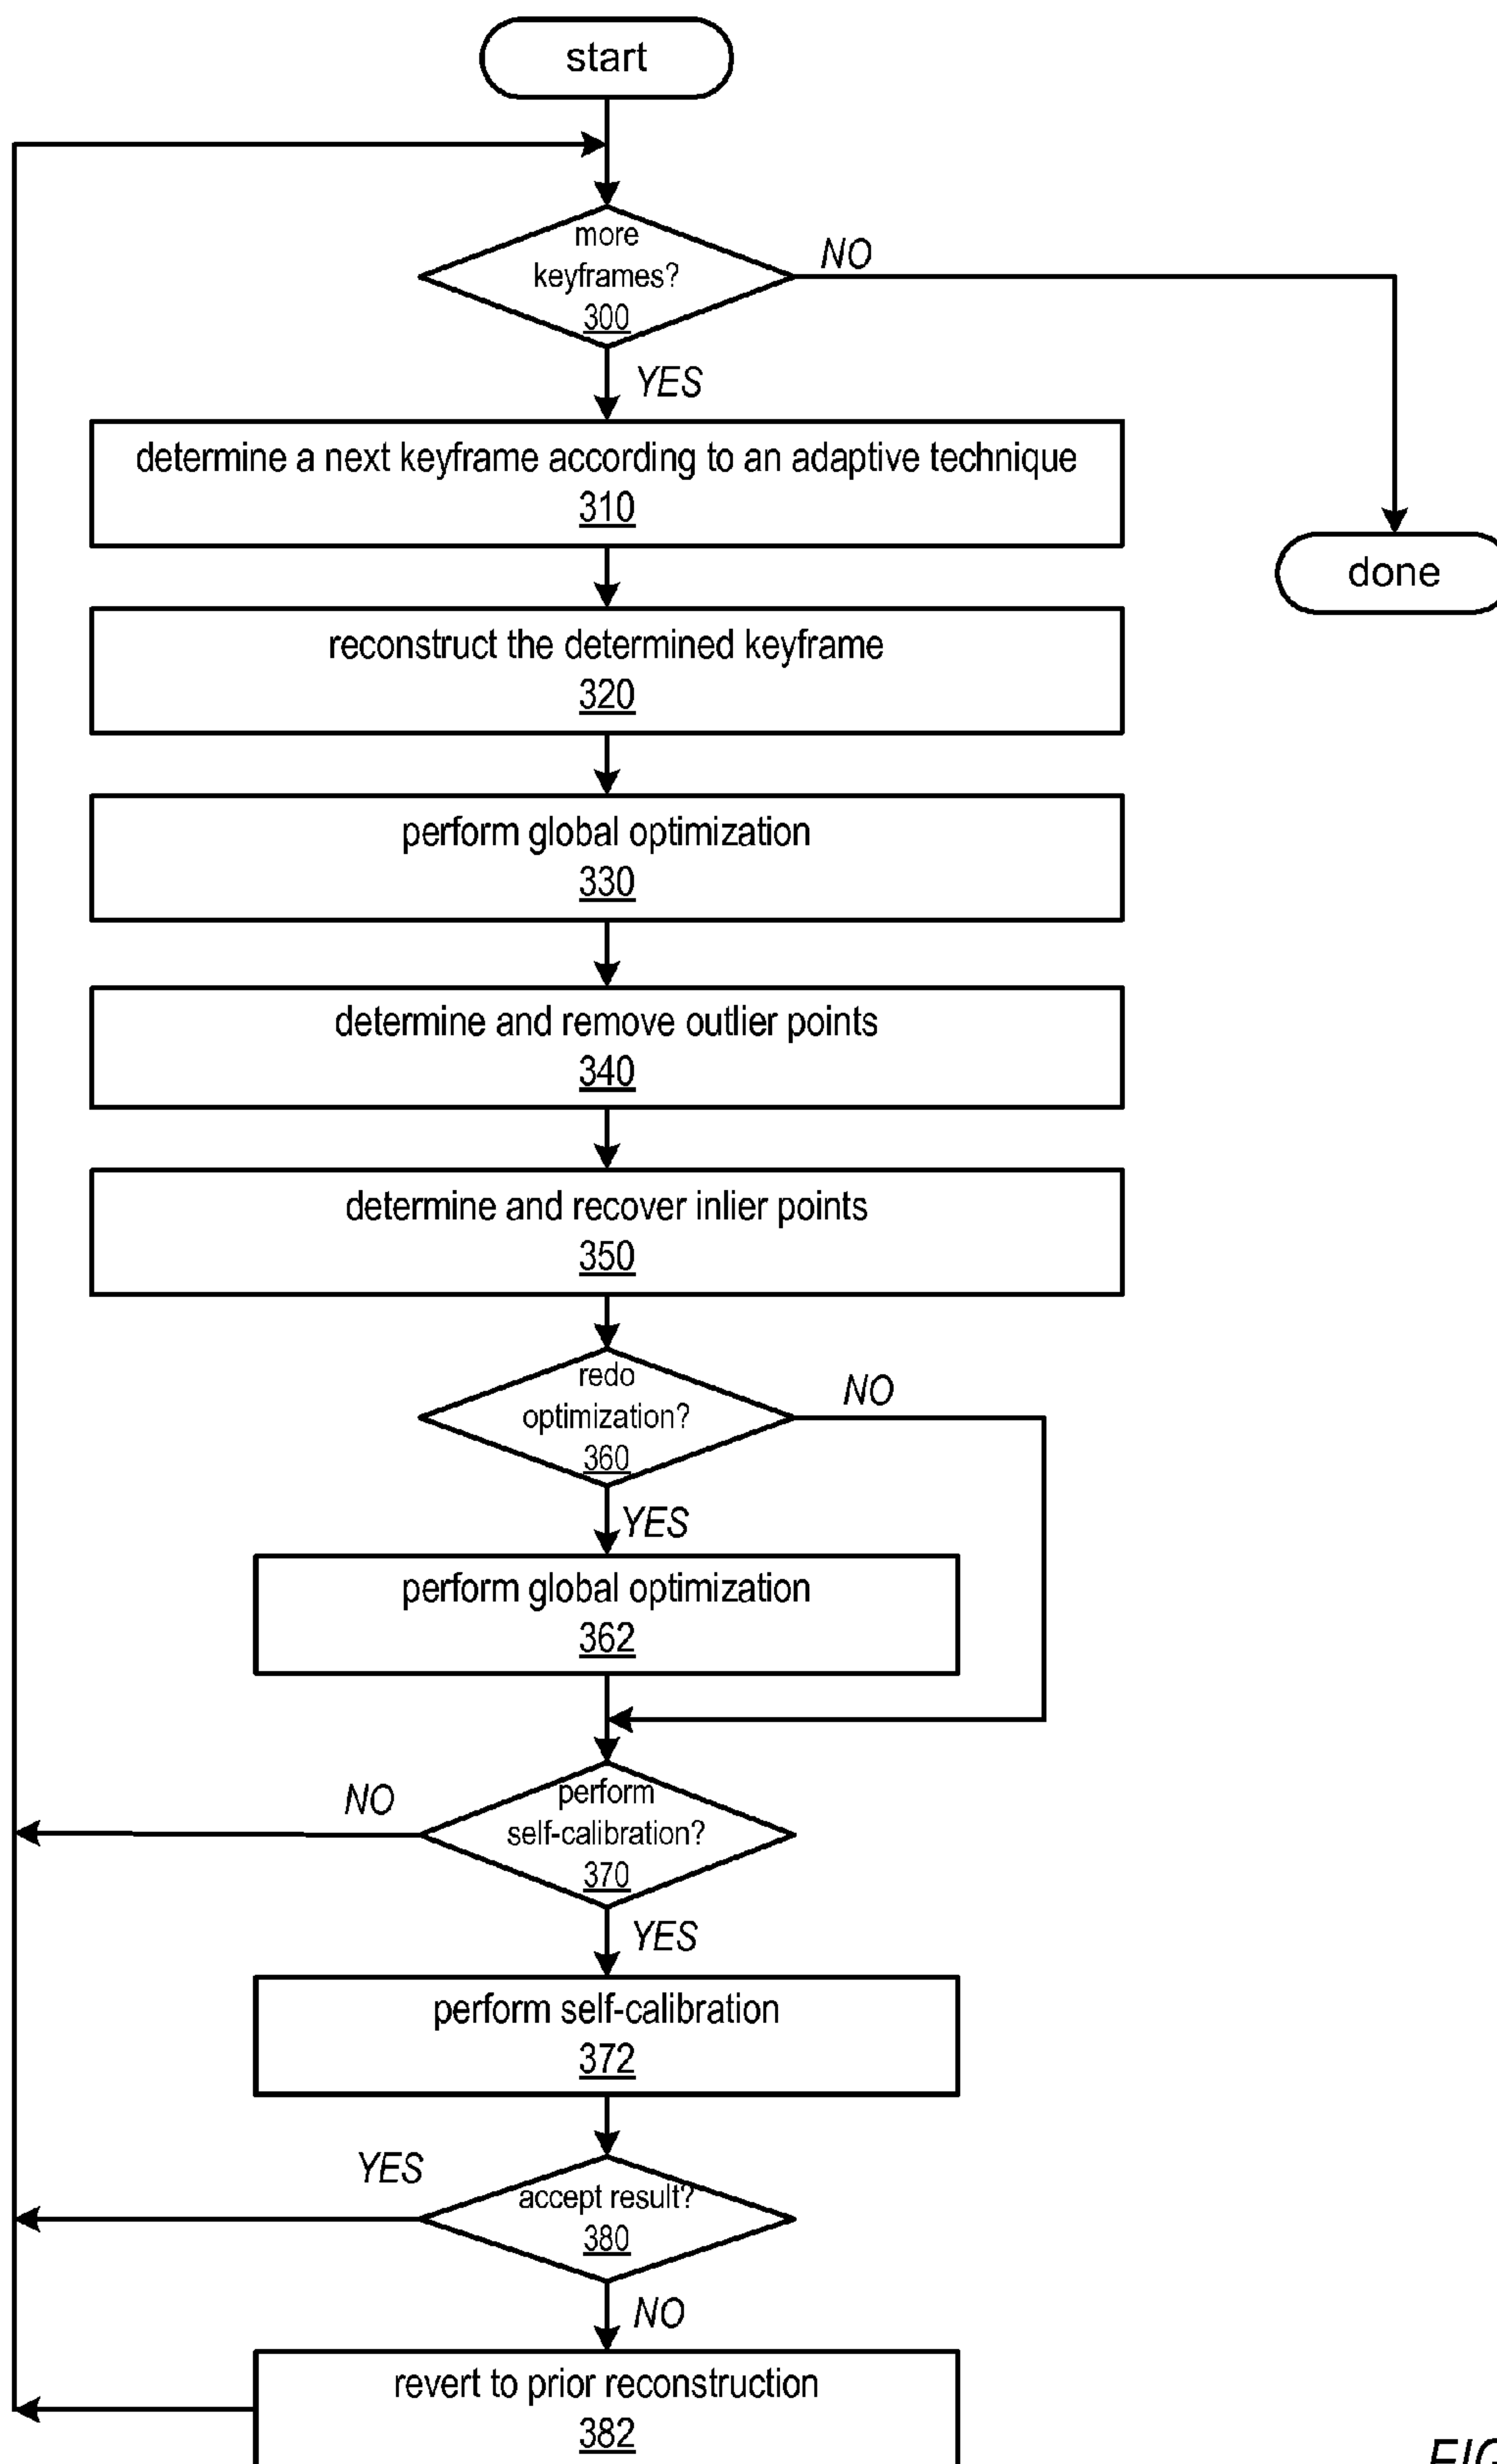 start
more
keyframes?
300
NO
YES
determine a next keyframe according to an adaptive technique
310
done
reconstruct the determined keyframe
320
perform global optimization
330
determine and remove outlier points
340
determine and recover inlier points
350
redo
optimization?
360
NO
YES
perform global optimization
362
NO
perform
self-calibration?
370
YES
perform self-calibration
372
YES
accept result?
380
NO
revert to prior reconstruction
382